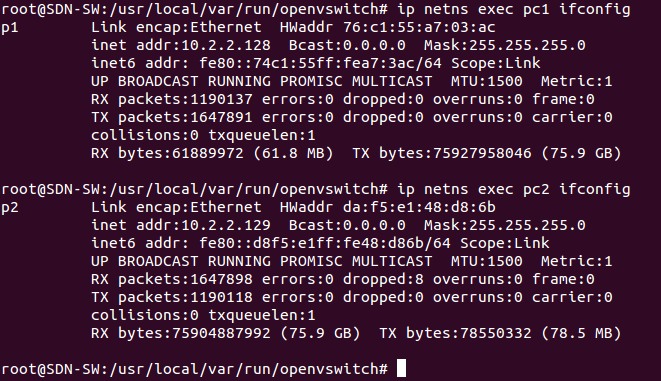 root@SDN-SW:/usr/local/var/run/openvswitch# ip netns exec pc1 ifconfig
p1 Link encap:Ethernet HWaddr 76:c1:55:a7:03:ac
inet addr:10.2.2.128 Bcast:0.0.0.0 Mask:255.255.255.0
inet6 addr: fe80::74c1:55ff:fea7:3ac/64 Scope:Link
UP BROADCAST RUNNING PROMISC MULTICAST MTU:1500 Metric:1
RX packets:1190137 errors:0 dropped:0 overruns:0 frame:0
TX packets:1647891 errors:0 dropped:0 overruns:0 carrier:0
collisions:0 txqueuelen:1
RX bytes:61889972 (61.8 MB) TX bytes:75927958046 (75.9 GB)
root@SDN-SW:/usr/local/var/run/openvswitch# ip netns exec pc2 ifconfig
p2 Link encap:Ethernet HWaddr da:f5:e1:48:d8:6b
inet addr:10.2.2.129 Bcast:0.0.0.0 Mask:255.255.255.0
inet6 addr: fe80::d8f5:e1ff:fe48:d86b/64 Scope:Link
UP BROADCAST RUNNING PROMISC MULTICAST MTU:1500 Metric:1
RX packets:1647898 errors:0 dropped:8 overruns:0 frame:0
TX packets:1190118 errors:0 dropped:0 overruns:0 carrier:0
collisions:0 txqueuelen:1
RX bytes:75904887992 (75.9 GB) TX bytes:78550332 (78.5 MB)
root@SDN-SW:/usr/local/var/run/openvswitch#